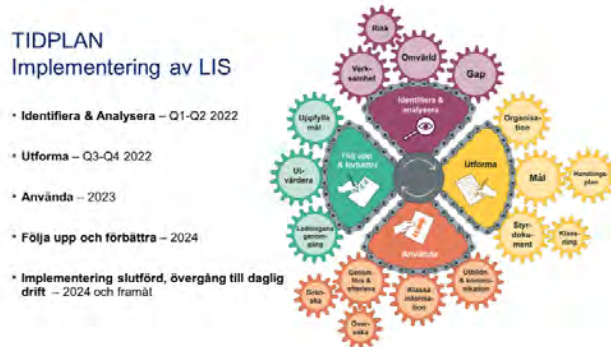 TIDPLAN
Implementering av LIS
• Identifiera & Analysera – Q1-Q2 2022
• Utforma – Q3-Q4 2022
• Använda – 2023
• Följa upp och förbättra – 2024
• Implementering slutförd, övergång till daglig
drift – 2024 och framåt
Risk
Verk-
samhet
Omvärld
Gap
Identifiera &
analysera
Uppfylla
mål
Ut-
värdera
Ledningens
genom-
gång
Följ upp
& förbättra
Utforma
Organisa-
tion
Mål
Handlings-
plan
Styr-
doku-
ment
Klass-
ning
Använda
Gran-
ska
Genom-
föra &
efterleva
Över-
vaka
Klassa
informa-
tion
Utbildn.
& kommu-
nikation